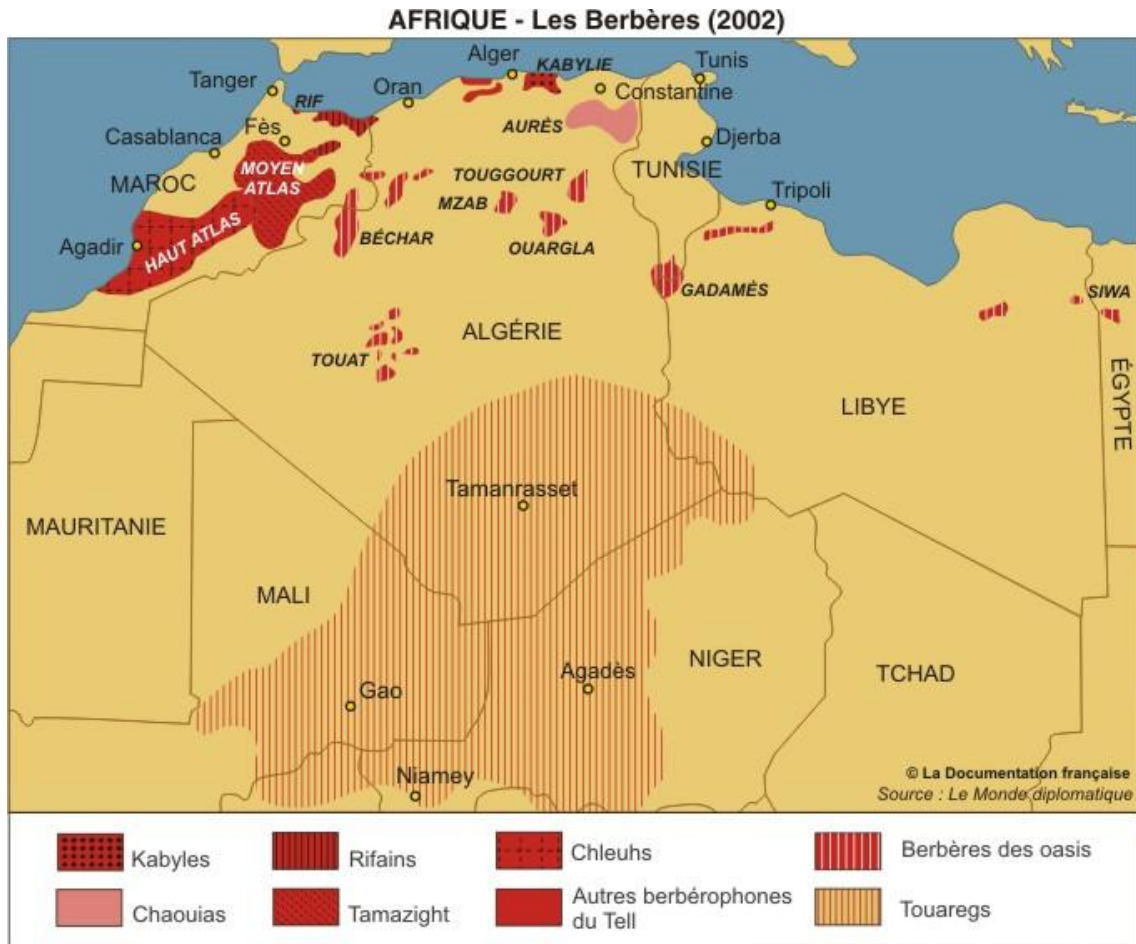 AFRIQUE - Les Berbères (2002)
Alger
KABYLIE
Tunis
Tanger
Oran
Constantine
RIF
Fès
AURÈS
Casablanca
Djerba
MOYEN
ATLAS
TOUGGOURT
TUNISIE
MAROC
MZAB
Tripoli
HAUT ATLAS
BÉCHAR
OUARGLA
Agadir
GADAMÈS
SIWA
ALGÉRIE
TOUAT
ÉGYPTE
LIBYE
Tamanrasset
MAURITANIE
MALI
NIGER
TCHAD
Agadès
Gao
Niamey
© La Documentation française
Source : Le Monde diplomatique
Kabyles
Rifains
Chleuhs
Berbères des oasis
Chaouias
Tamazight
Autres berbérophones
du Tell
Touaregs